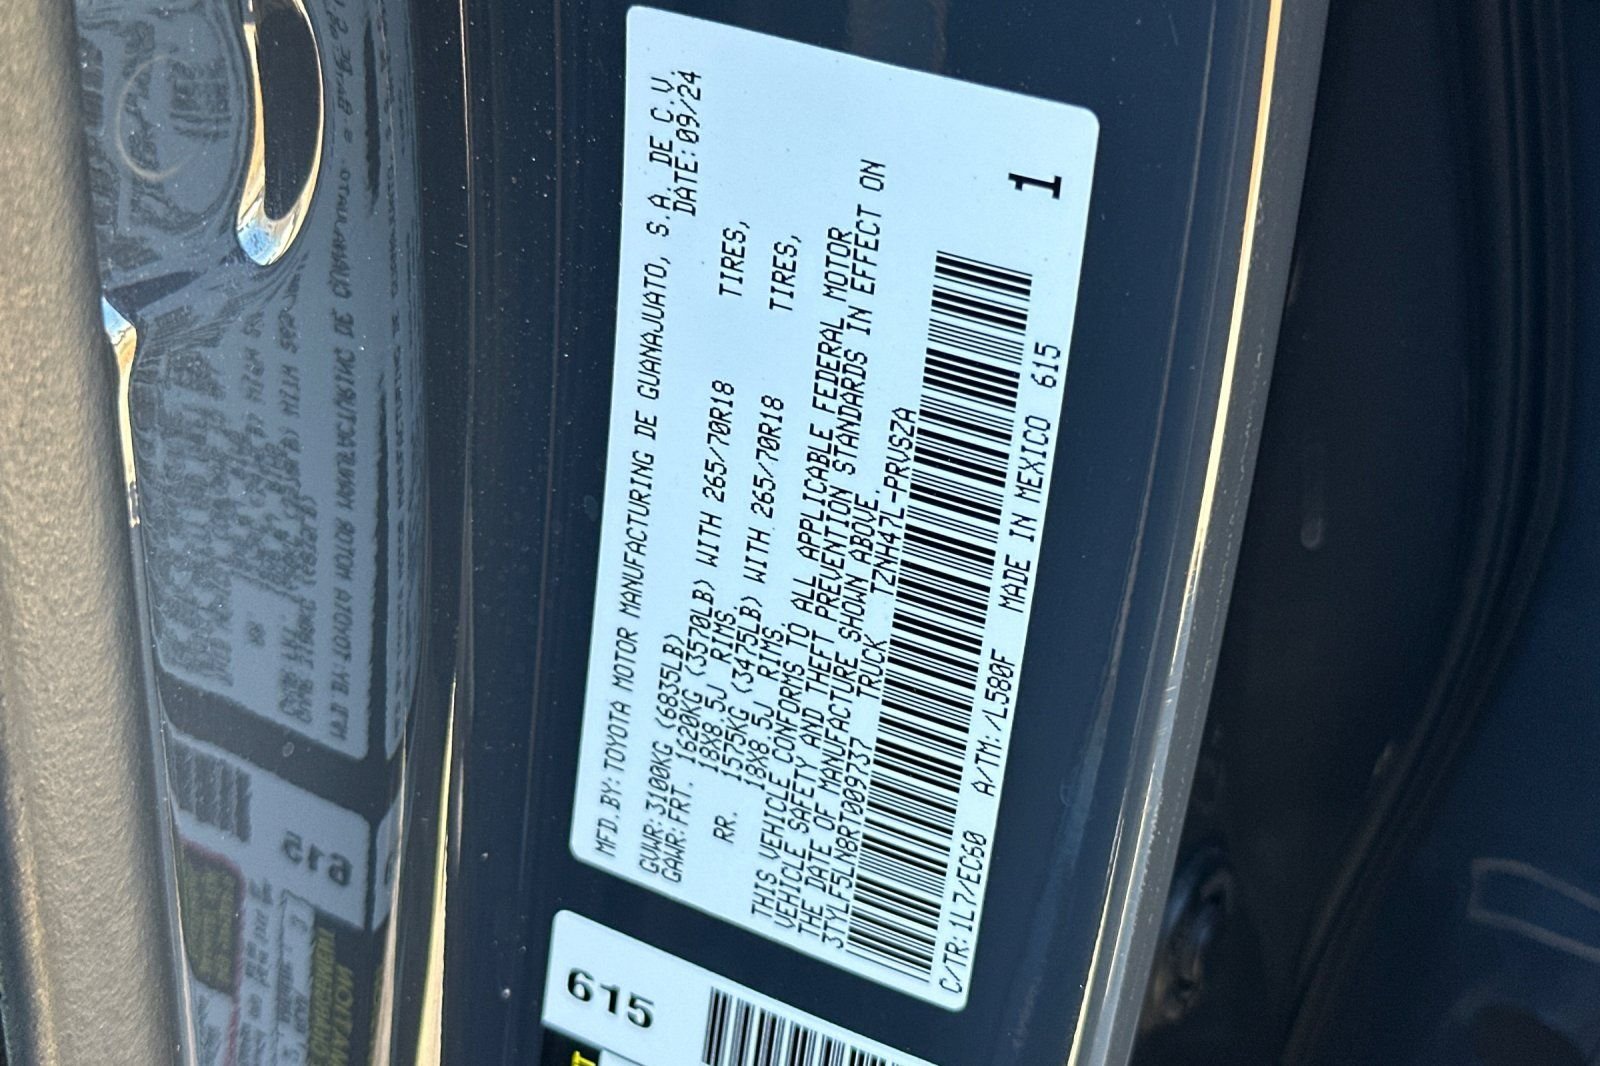 MFD.BY:TOYOTA MOTOR MANUFACTURING DE GUANAJUATO, S.A. DE C.V.
DATE:09/24
GVWR:3100KG (6835LB)
GAWR:FRT. 1620KG (3570LB) WITH 265/70R18 TIRES,
18X8.5J RIMS,
RR. 1575KG (3475LB) WITH 265/70R18 TIRES,
18X8.5J RIMS,
THIS VEHICLE CONFORMS TO ALL APPLICABLE FEDERAL MOTOR
VEHICLE SAFETY AND THEFT PREVENTION STANDARDS IN EFFECT ON
THE DATE OF MANUFACTURE SHOWN ABOVE.
3TYLF5LN8RT009737 TRUCK TZNH47L-PRVSZA
C/TR:1L7/EC60 A/TM:/L580F MADE IN MEXICO 615
1
615